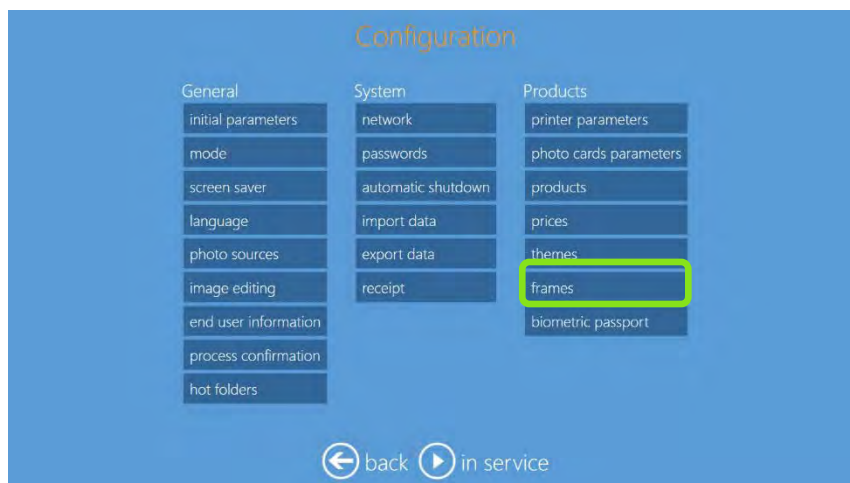 Configuration
General
initial parameters
mode
screen saver
language
photo sources
image editing
end user information
process confirmation
hot folders
System
network
passwords
automatic shutdown
import data
export data
receipt
Products
printer parameters
photo cards parameters
products
prices
themes
frames
biometric passport
back in service